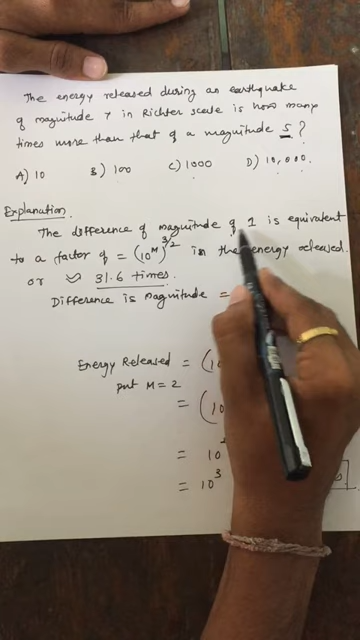 The energy released during an earthquake
of magnitude 7 in Richter scale is how many
times more than that of a magnitude 5?
A) 10 B) 100 C) 1000 D) 10,000.
Explanation.
The difference of magnitude of 1 is equivalent
to a factor of = (10^M)^3/2 in the energy released.
or ≈ 31.6 times.
Difference is magnitude =
Energy Released = (10
put M = 2
= (10
= 10
= 10^3